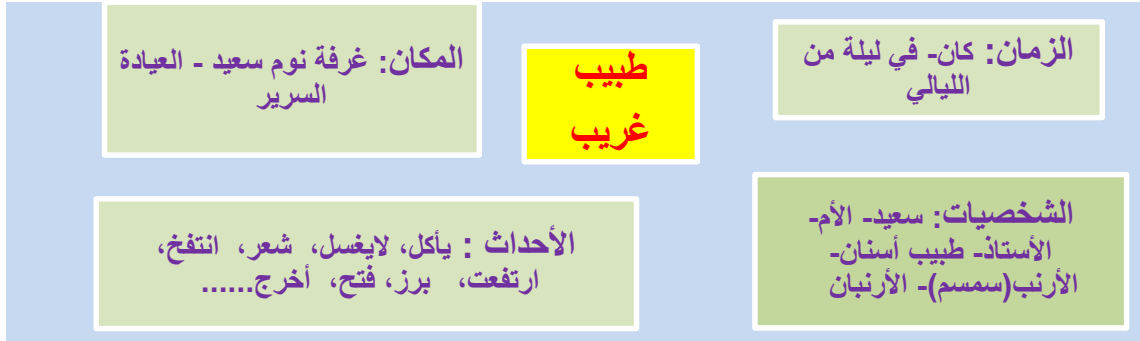 الزمان: كان- في ليلة من
الليالي
طبيب
غريب
المكان: غرفة نوم سعيد - العيادة
السرير
الشخصيات: سعيد- الأم-
الأستاذ- طبيب أسنان-
الأرنب(سمسم)- الأرنبان
الأحداث : يأكل، لايغسل، شعر، انتفخ،
ارتفعت، برز، فتح، أخرج......